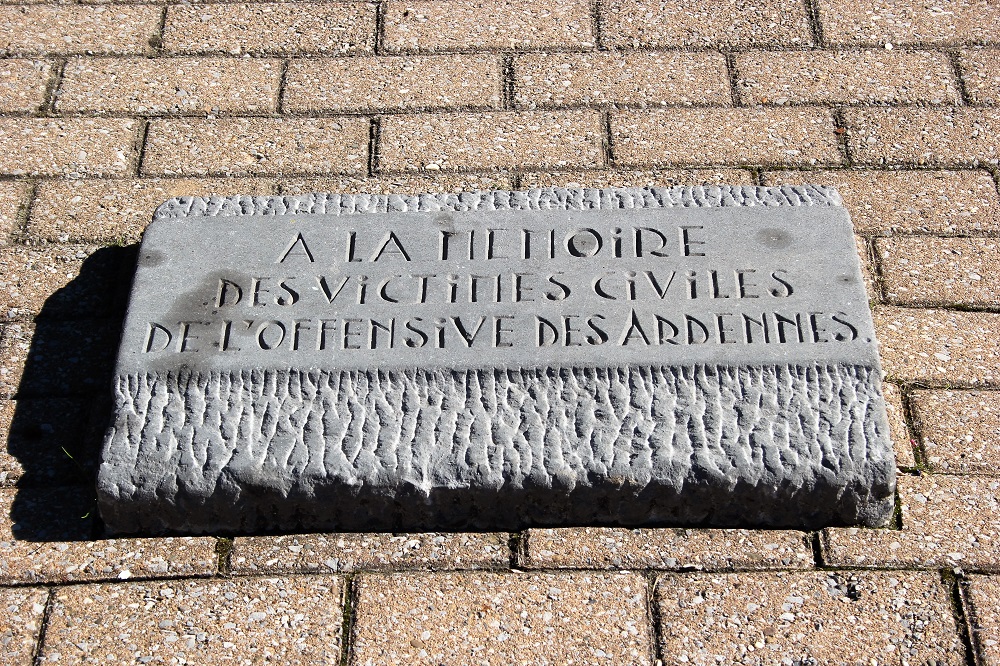 A LA MEMOIRE
DES VICTIMES CIVILES
DE L'OFFENSIVE DES ARDENNES.